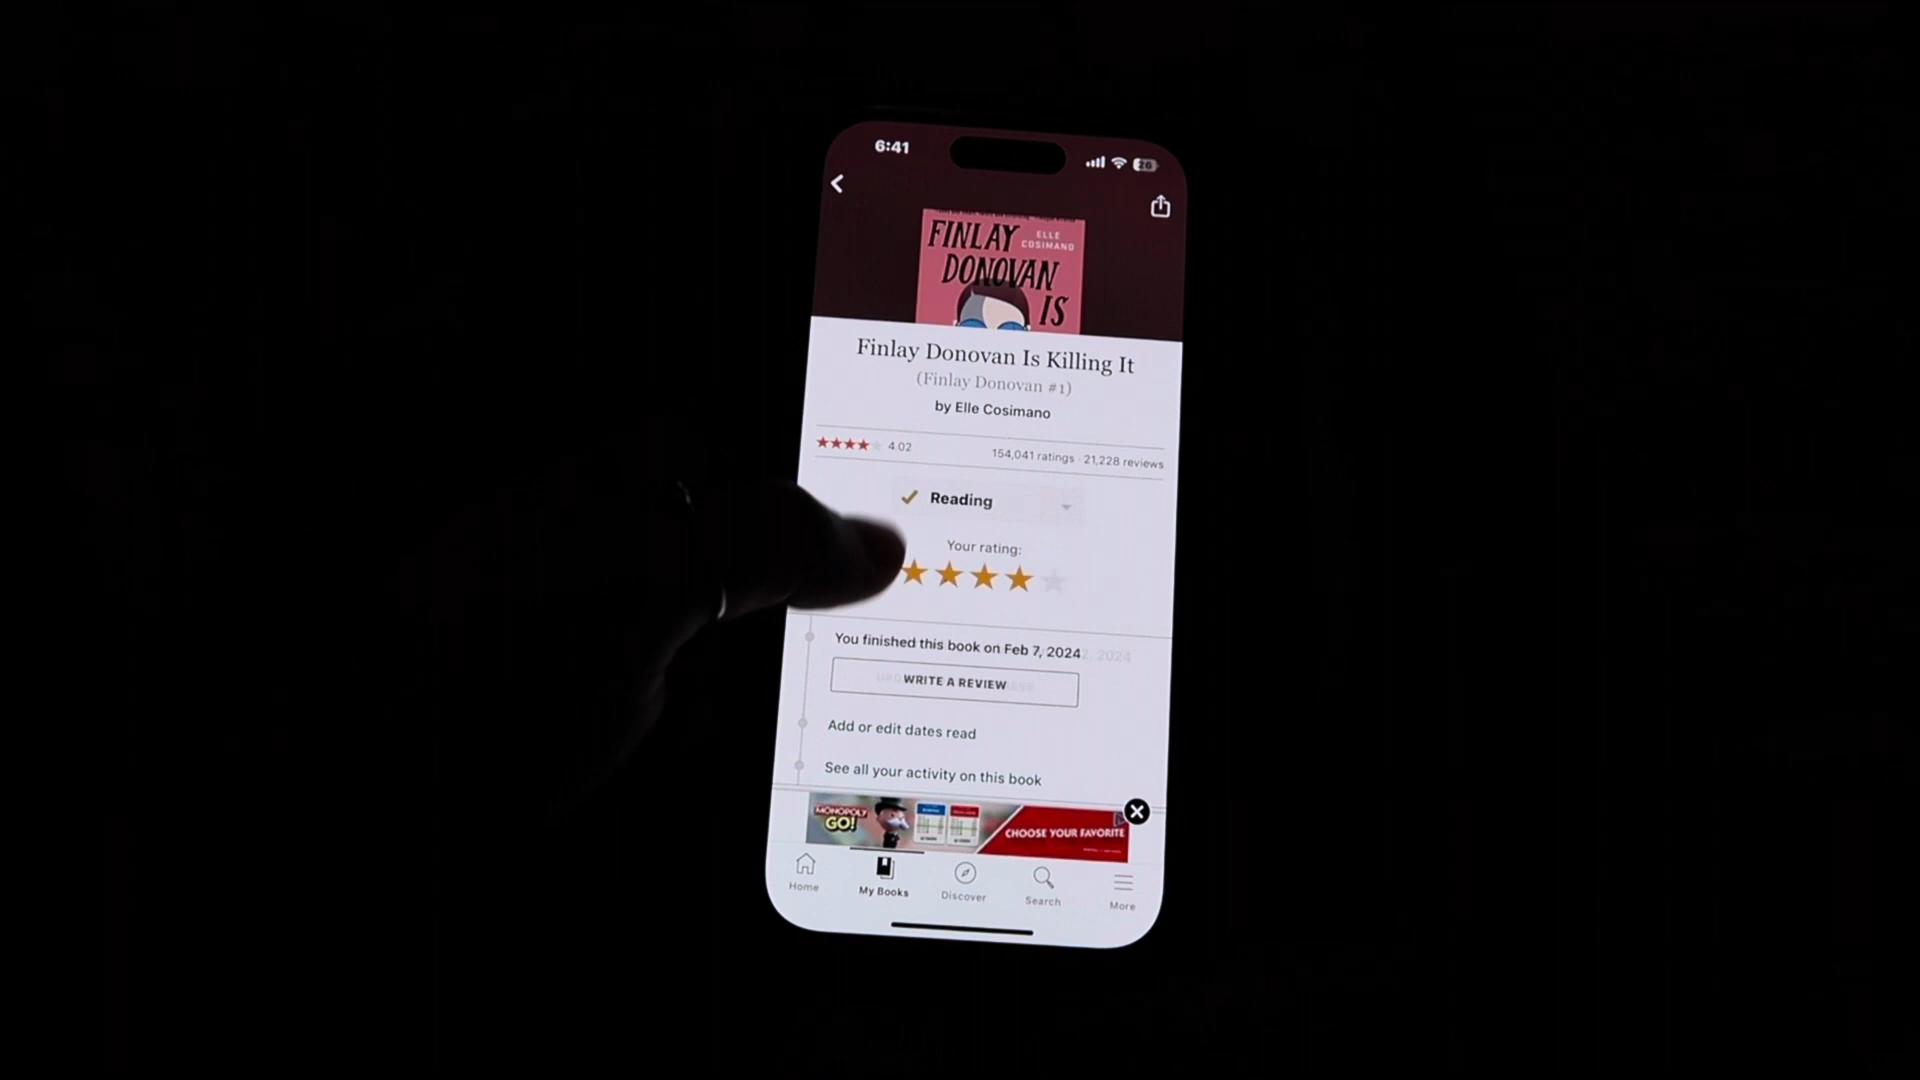 6:41
26
FINLAY
ELLE
COSIMANO
DONOVAN
IS
Finlay Donovan Is Killing It
(Finlay Donovan #1)
by Elle Cosimano
4.02
154,041 ratings · 21,228 reviews
Reading
Your rating:
You finished this book on Feb 7, 2024
2, 2024
WRITE A REVIEW
Add or edit dates read
See all your activity on this book
MONOPOLY
GO!
CHOOSE YOUR FAVORITE
Home
My Books
Discover
Search
More